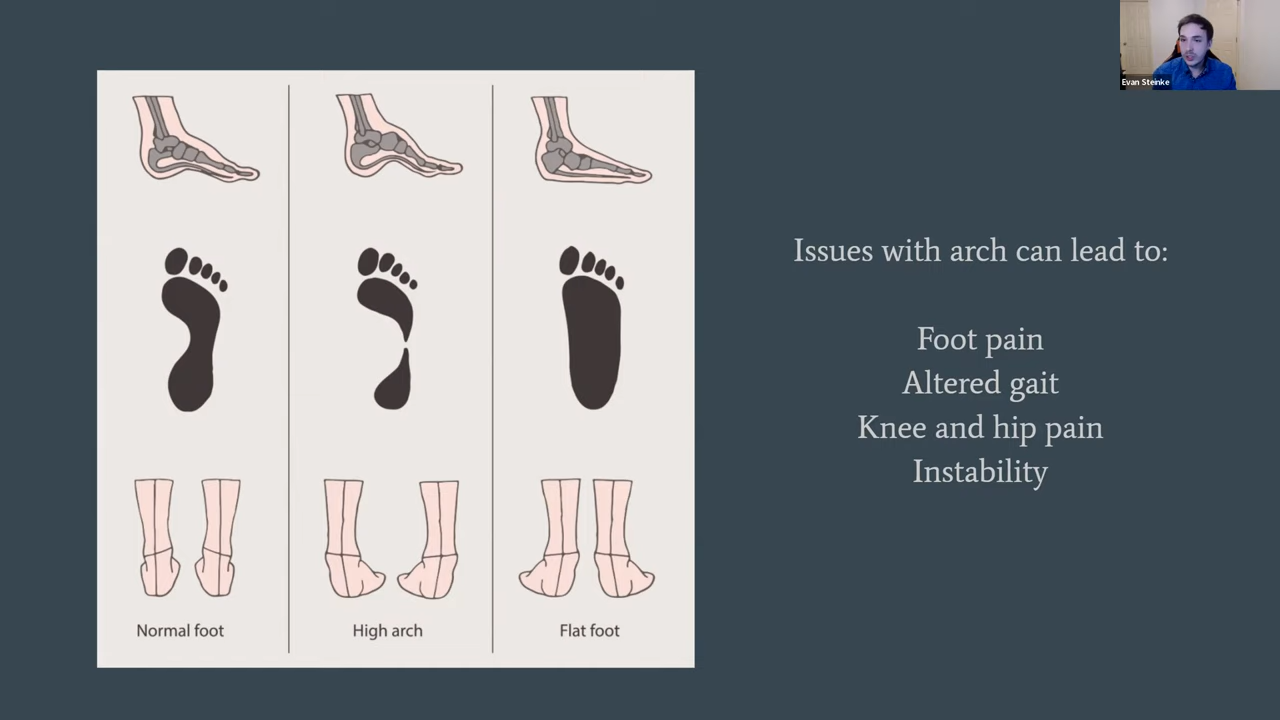 Evan Steinke
Issues with arch can lead to:
Foot pain
Altered gait
Knee and hip pain
Instability
Normal foot
High arch
Flat foot